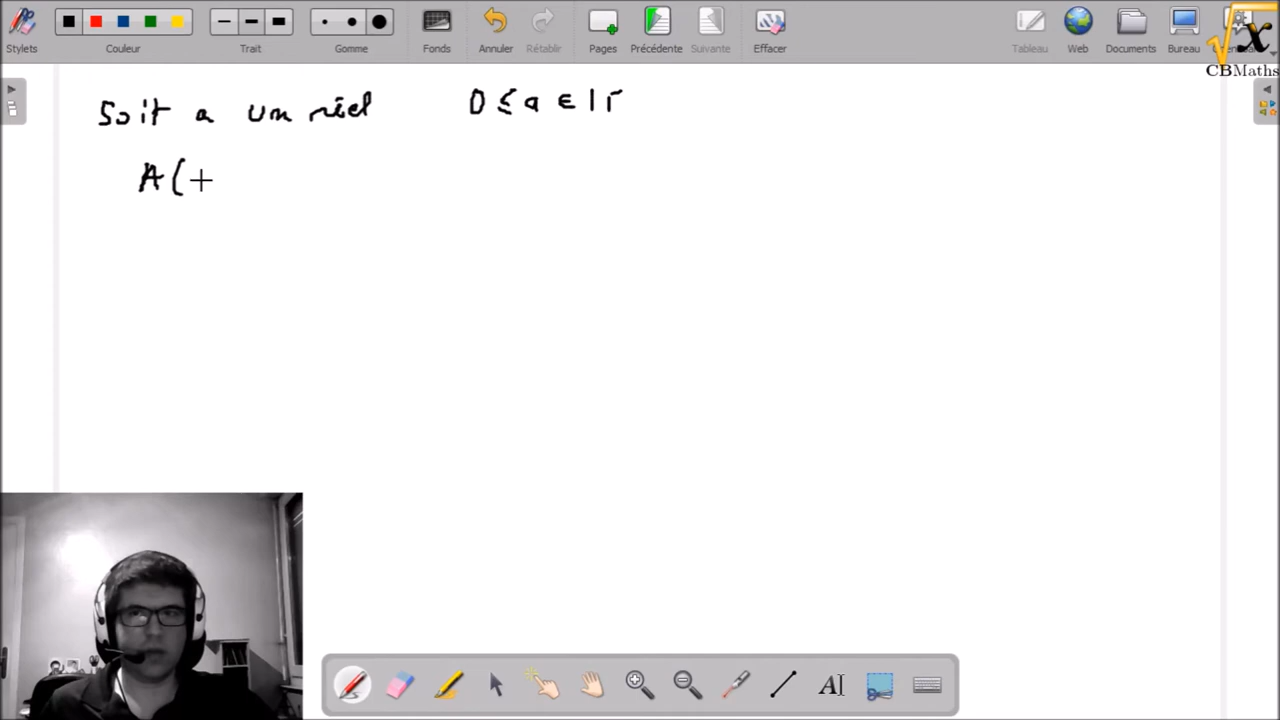 Stylets
Couleur
Trait
Gomme
Fonds
Annuler
Rétablir
Pages
Précédente
Suivante
Effacer
Tableau
Web
Documents
Bureau
√x
CBMaths
Soit a un réel 0 ≤ a ∈ I
A(
AI